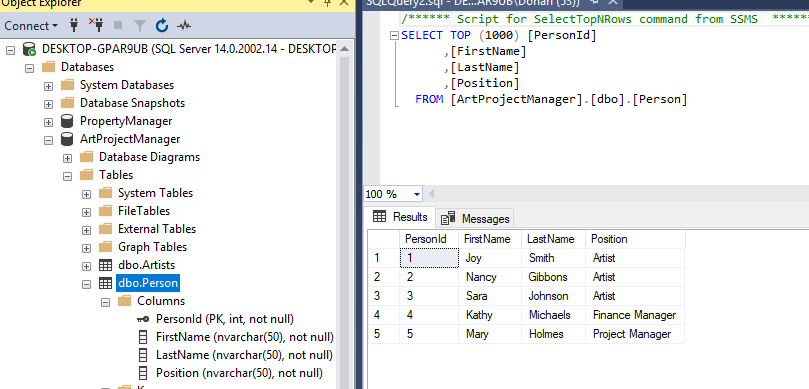 Object Explorer
Connect
DESKTOP-GPAR9UB (SQL Server 14.0.2002.14 - DESKTOP
Databases
System Databases
Database Snapshots
PropertyManager
ArtProjectManager
Database Diagrams
Tables
System Tables
FileTables
External Tables
Graph Tables
dbo.Artists
dbo.Person
Columns
PersonId (PK, int, not null)
FirstName (nvarchar(50), not null)
LastName (nvarchar(50), not null)
Position (nvarchar(50), not null)
SQLQuery2.sql - DE...AR9UB\Donah (53))
/****** Script for SelectTopNRows command from SSMS ******
SELECT TOP (1000) [PersonId]
,[FirstName]
,[LastName]
,[Position]
FROM [ArtProjectManager].[dbo].[Person]
100 %
Results Messages
PersonId FirstName LastName Position
1 1 Joy Smith Artist
2 2 Nancy Gibbons Artist
3 3 Sara Johnson Artist
4 4 Kathy Michaels Finance Manager
5 5 Mary Holmes Project Manager